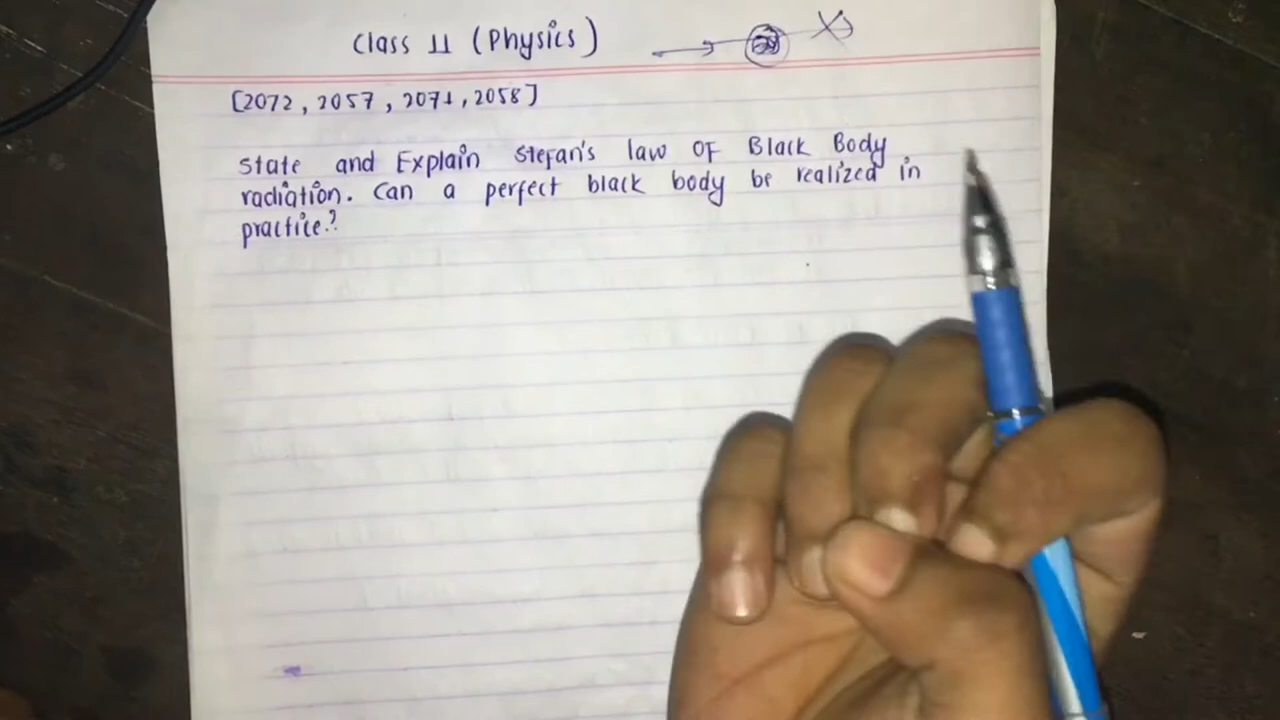 Class 11 (Physics)
[2072, 2057, 2071, 2058]
State and Explain Stefan's law OF Black Body
radiation. Can a perfect black body be realized in
practice.?